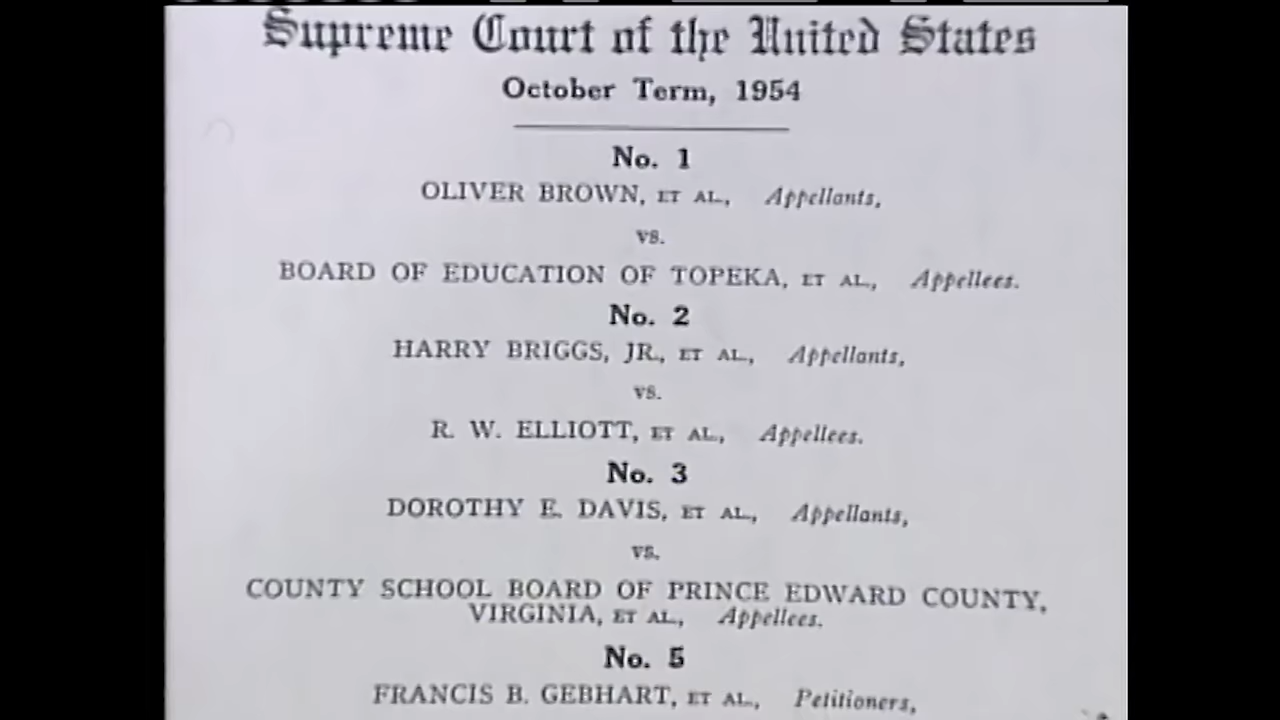 Supreme Court of the United States
October Term, 1954
No. 1
OLIVER BROWN, ET AL., Appellants,
vs.
BOARD OF EDUCATION OF TOPEKA, ET AL., Appellees.
No. 2
HARRY BRIGGS, JR., ET AL., Appellants,
vs.
R. W. ELLIOTT, ET AL., Appellees.
No. 3
DOROTHY E. DAVIS, ET AL., Appellants,
vs.
COUNTY SCHOOL BOARD OF PRINCE EDWARD COUNTY,
VIRGINIA, ET AL., Appellees.
No. 5
FRANCIS B. GEBHART, ET AL., Petitioners,